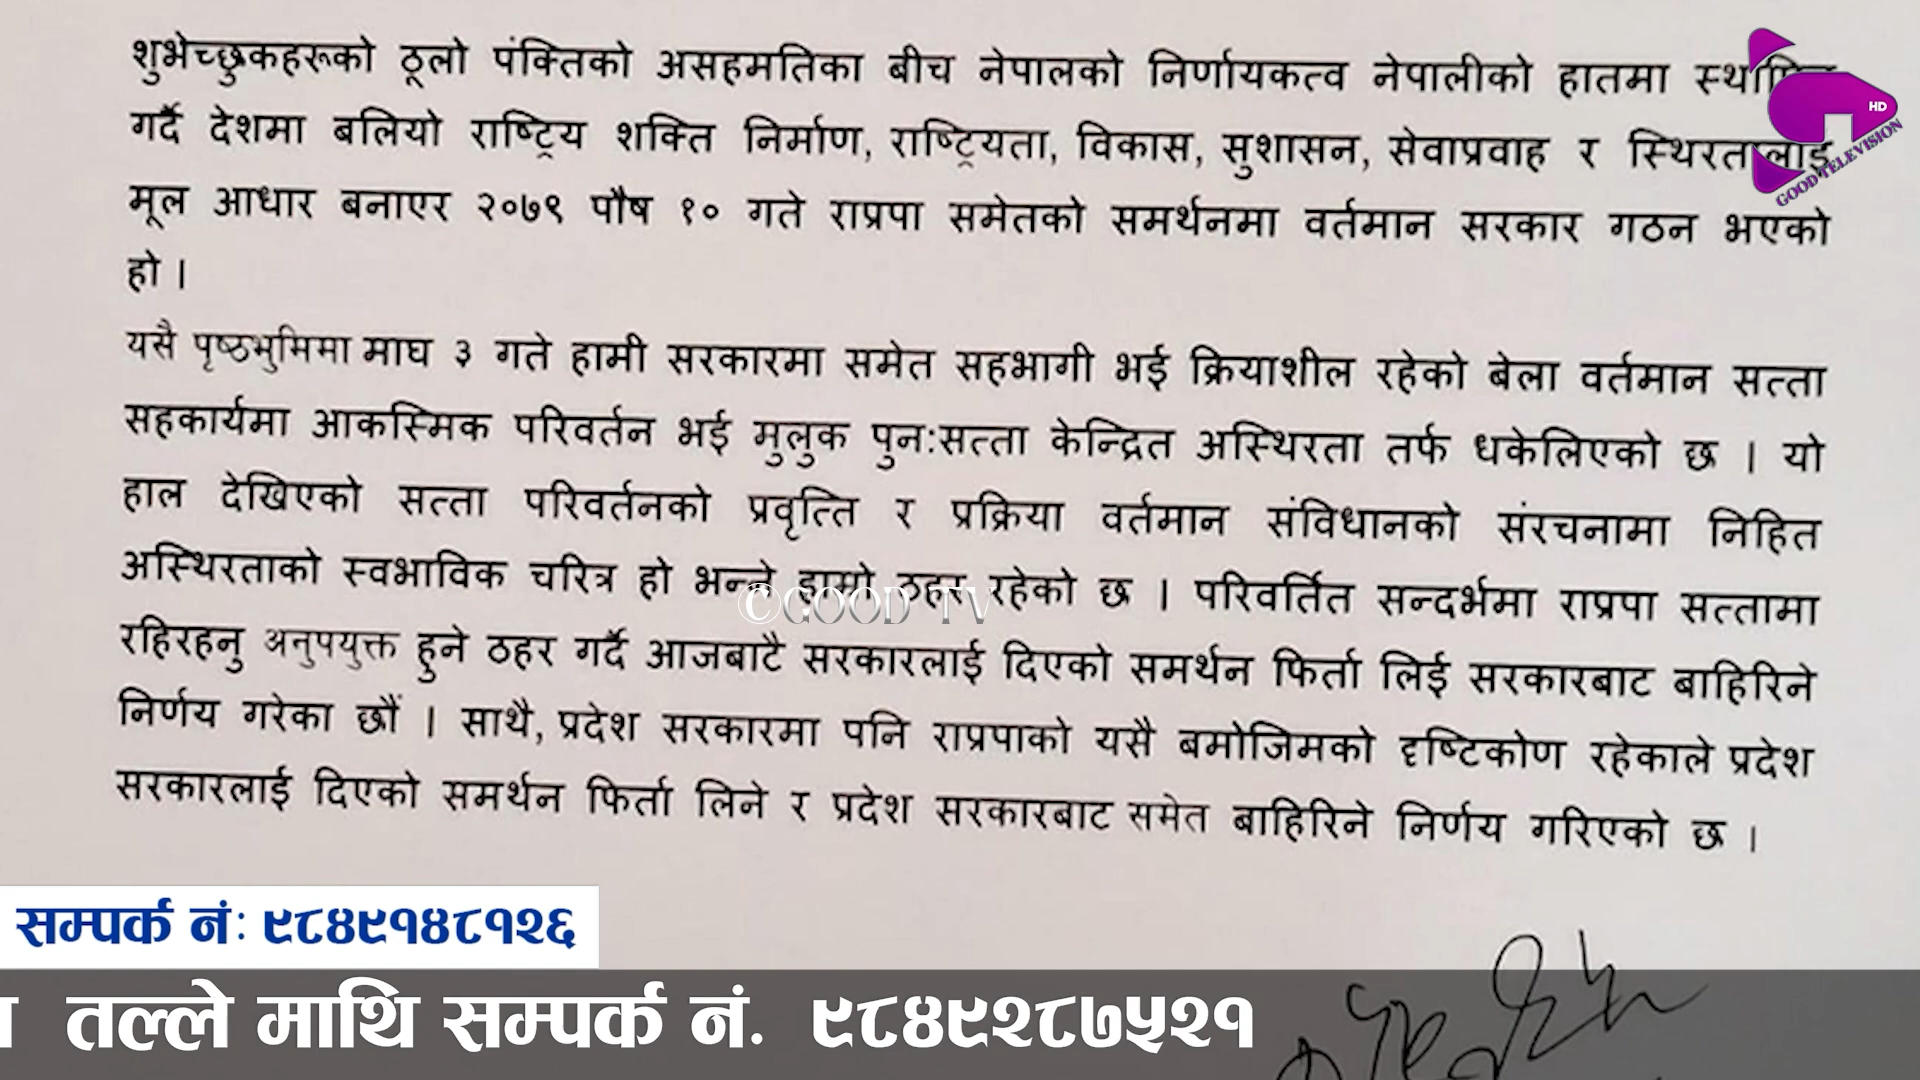 शुभेच्छुकहरूको ठूलो पंक्तिको असहमतिका बीच नेपालको निर्णायकत्व नेपालीको हातमा
गर्दै देशमा बलियो राष्ट्रिय शक्ति निर्माण, राष्ट्रियता, विकास, सुशासन, सेवाप्रवाह र स्थिरतालाई
मूल आधार बनाएर २०७९ पौष १० गते राप्रपा समेतको समर्थनमा वर्तमान सरकार गठन भएको
हो ।
यसै पृष्ठभुमिमा माघ ३ गते हामी सरकारमा समेत सहभागी भई क्रियाशील रहेको बेला वर्तमान सत्ता
सहकार्यमा आकस्मिक परिवर्तन भई मुलुक पुन:सत्ता केन्द्रित अस्थिरता तर्फ धकेलिएको छ । यो
हाल देखिएको सत्ता परिवर्तनको प्रवृत्ति र प्रक्रिया वर्तमान संविधानको संरचनामा निहित
अस्थिरताको स्वभाविक चरित्र हो भन्ने हाम्रो ठहर रहेको छ । परिवर्तित सन्दर्भमा राप्रपा सत्तामा
रहिरहनु अनुपयुक्त हुने ठहर गर्दै आजबाटै सरकारलाई दिएको समर्थन फिर्ता लिई सरकारबाट बाहिरिने
निर्णय गरेका छौं । साथै, प्रदेश सरकारमा पनि राप्रपाको यसै बमोजिमको दृष्टिकोण रहेकाले प्रदेश
सरकारलाई दिएको समर्थन फिर्ता लिने र प्रदेश सरकारबाट समेत बाहिरिने निर्णय गरिएको छ ।
HD
GOOD TELEVISION
©GOOD TV
सम्पर्क नं: ९८४९१४८१२६
तल्ले माथि सम्पर्क नं. ९८४९२८७५२१